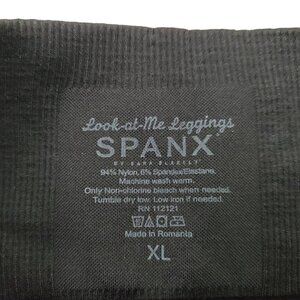 Look-at-Me Leggings
SPANX
BY SARA BLAKELY
94% Nylon, 6% Spandex/Elastane.
Machine wash warm.
Only Non-chlorine bleach when needed.
Tumble dry low. Low iron if needed.
RN 112121
Made in Romania
XL